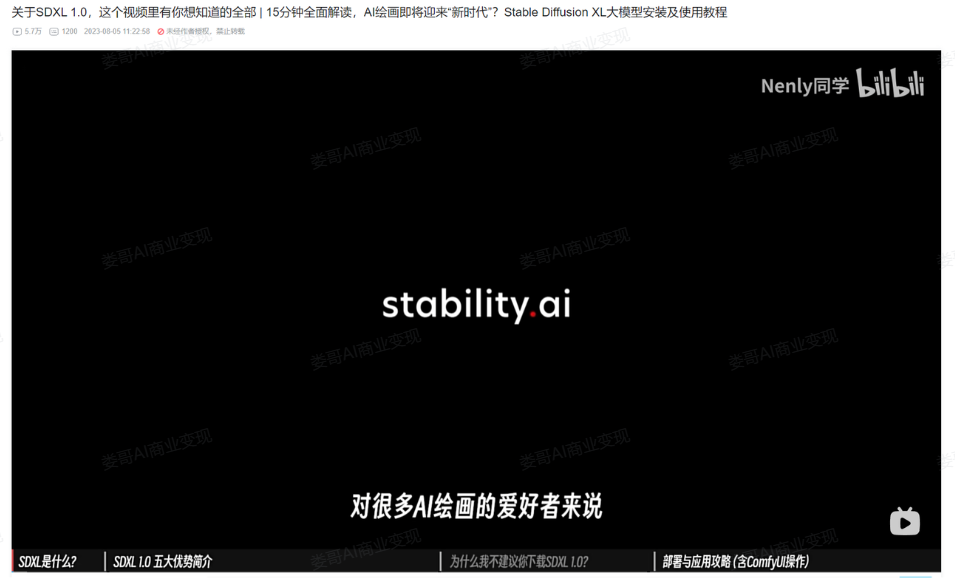 关于SDXL 1.0，这个视频里有你想知道的全部 | 15分钟全面解读，AI绘画即将迎来“新时代”？Stable Diffusion XL大模型安装及使用教程
5.7万 1200 2023-08-05 11:22:58 未经作者授权，禁止转载
Nenly同学 bilibili
娄哥AI商业变现
stability.ai
对很多AI绘画的爱好者来说
SDXL是什么? SDXL 1.0 五大优势简介 为什么我不建议你下载SDXL 1.0? 部署与应用攻略 (含ComfyUI操作)